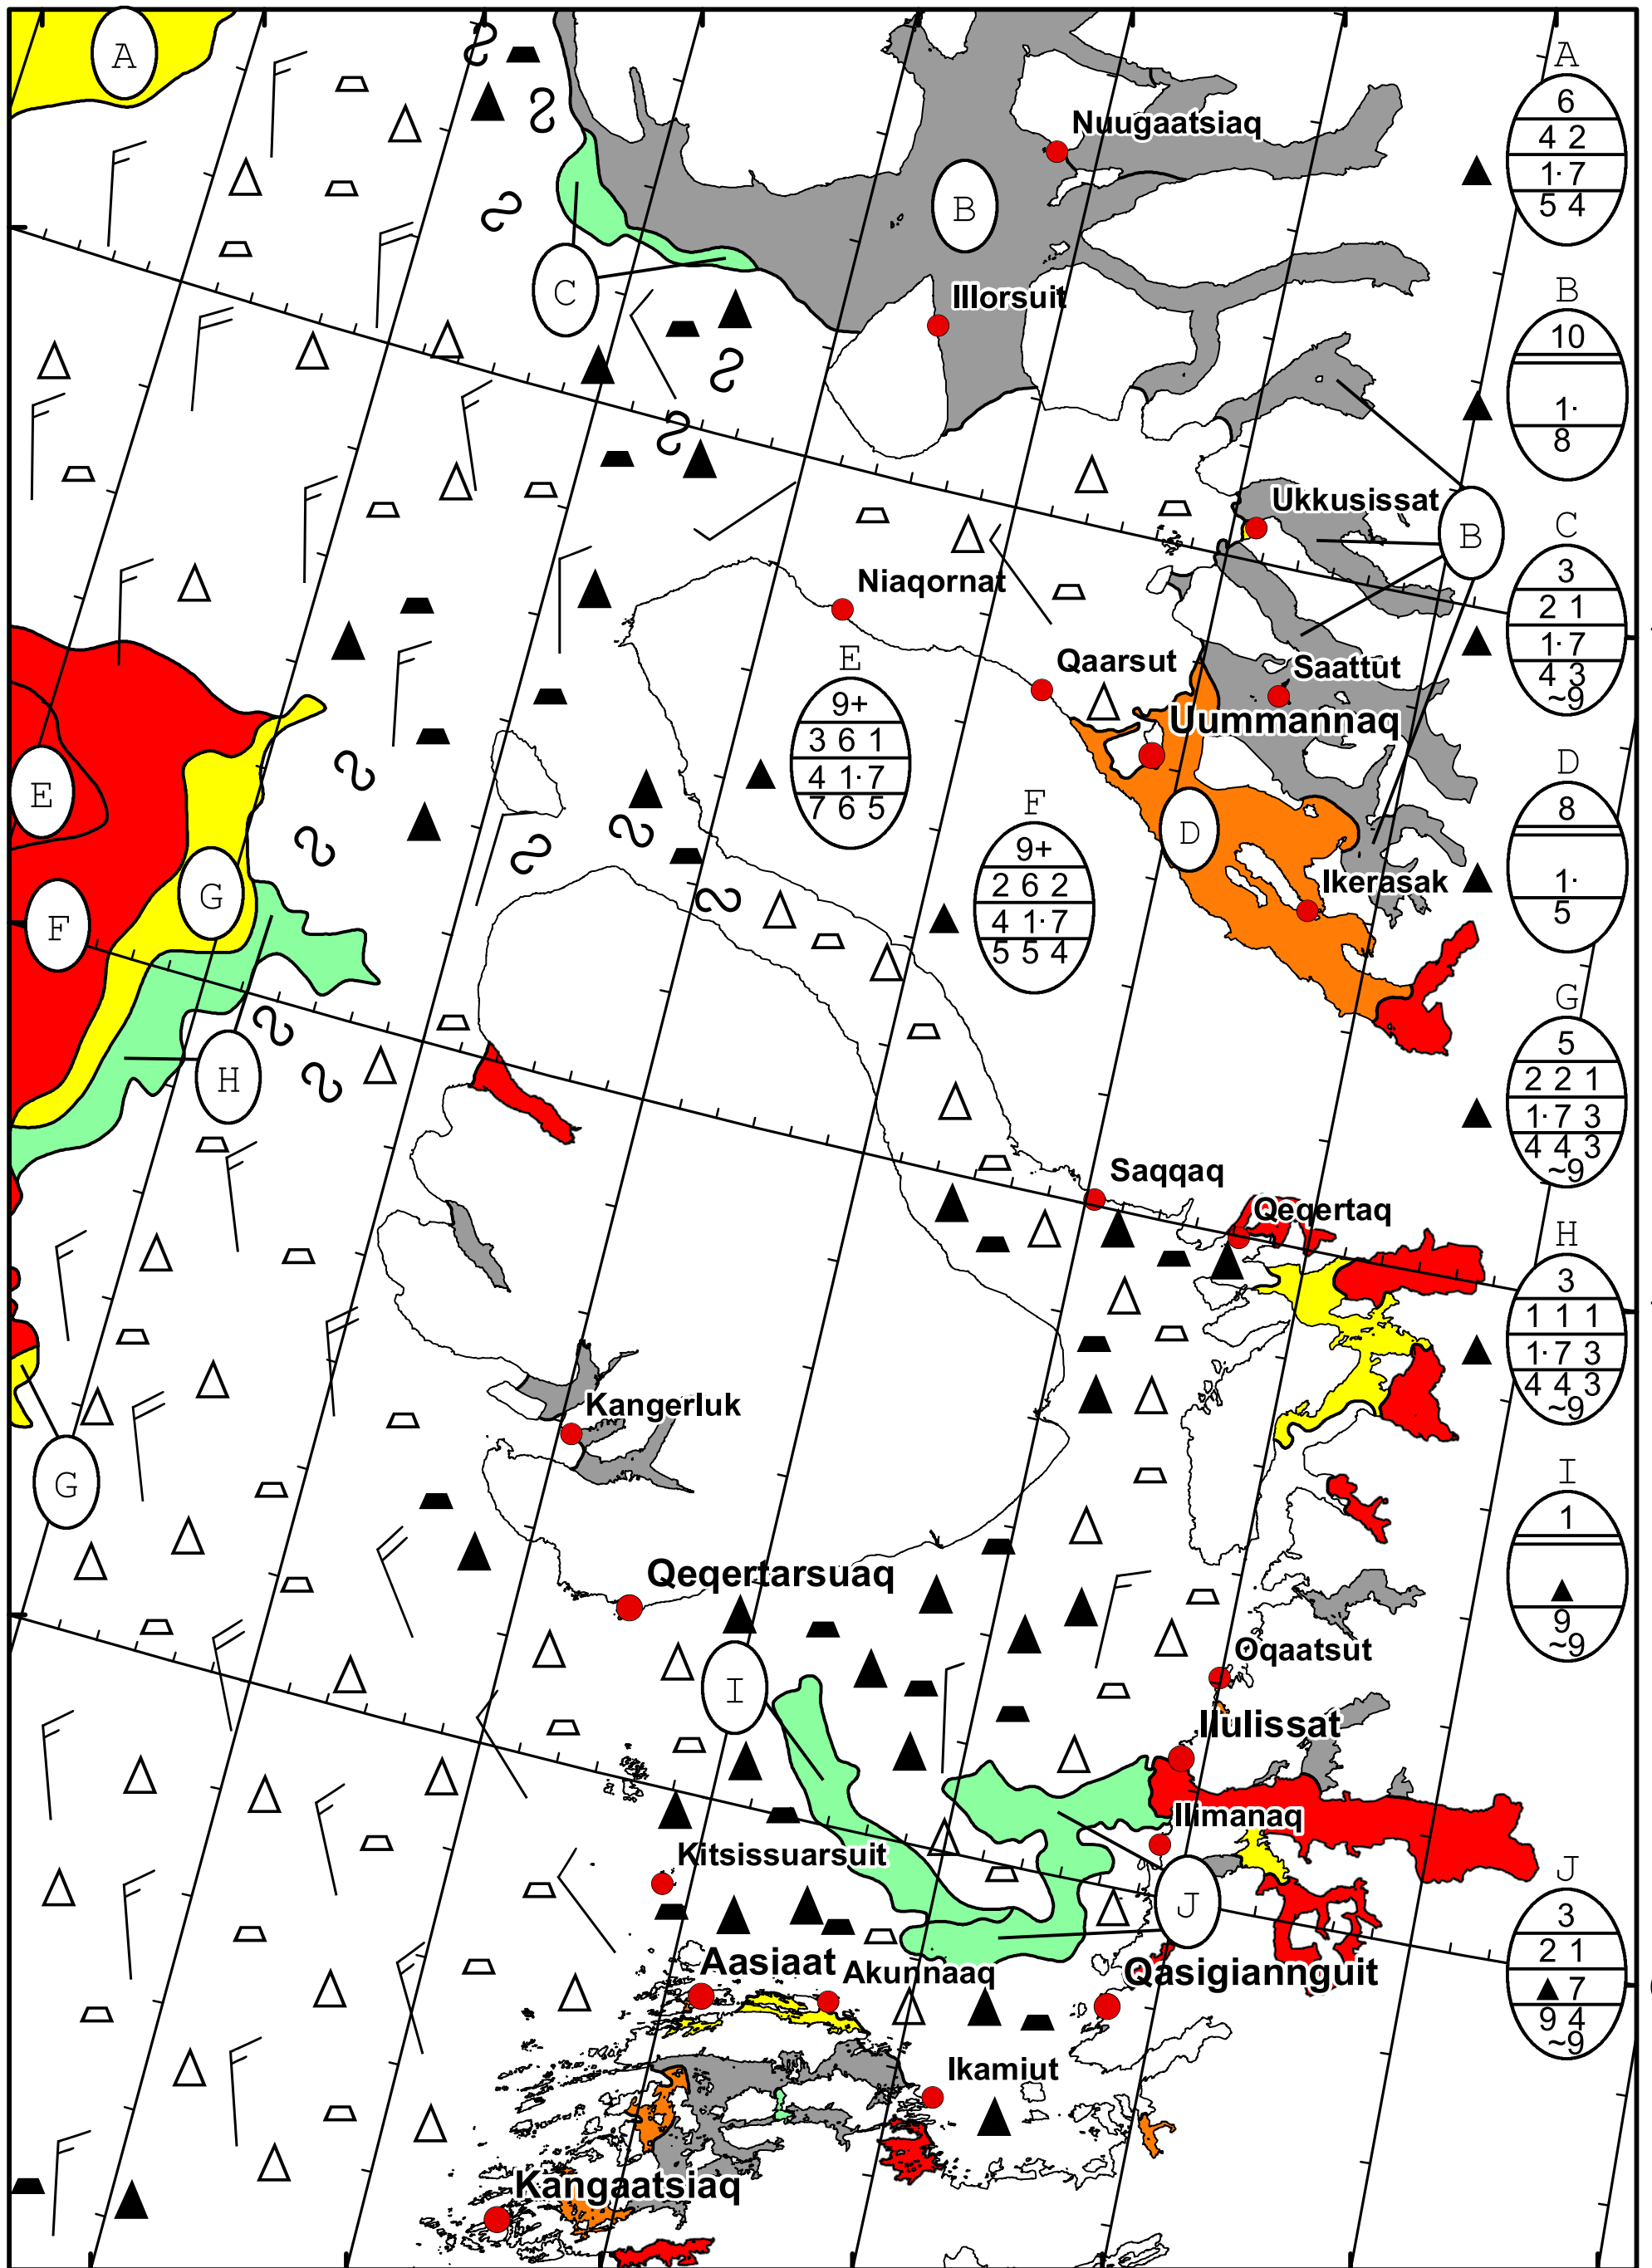 A
A
6
4 2
1· 7
5 4
Nuugaatsiaq
B
C
Illorsuit
B
10
1·
8
Ukkusissat
B
C
3
2 1
1· 7
4 3
~9
Niaqornat
Qaarsut
Saattut
Uummannaq
E
9+
3 6 1
4 1· 7
7 6 5
E
D
8
1·
5
D
F
9+
2 6 2
4 1· 7
5 5 4
Ikerasak
G
F
G
5
2 2 1
1· 7 3
4 4 3
~9
H
Saqqaq
Qeqertaq
H
3
1 1 1
1· 7 3
4 4 3
~9
Kangerluk
G
I
1
9
~9
Qeqertarsuaq
Oqaatsut
I
Ilulissat
Ilimanaq
Kitsissuarsuit
J
J
3
2 1
7
9 4
~9
Aasiaat
Akunnaaq
Qasigiannguit
Ikamiut
Kangaatsiaq